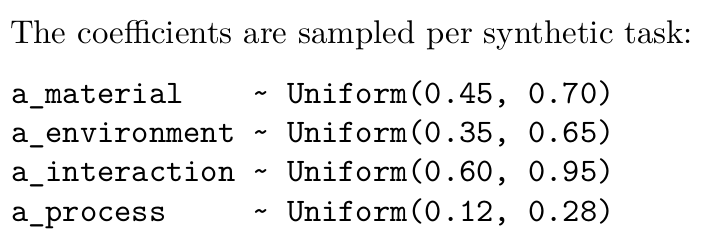 The coefficients are sampled per synthetic task:
a_material    ~ Uniform(0.45, 0.70)
a_environment ~ Uniform(0.35, 0.65)
a_interaction ~ Uniform(0.60, 0.95)
a_process     ~ Uniform(0.12, 0.28)